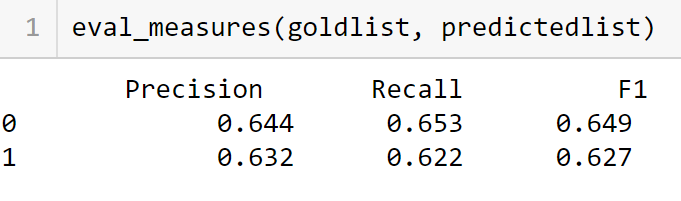 1 eval_measures(goldlist, predictedlist)
Precision Recall F1
0 0.644 0.653 0.649
1 0.632 0.622 0.627